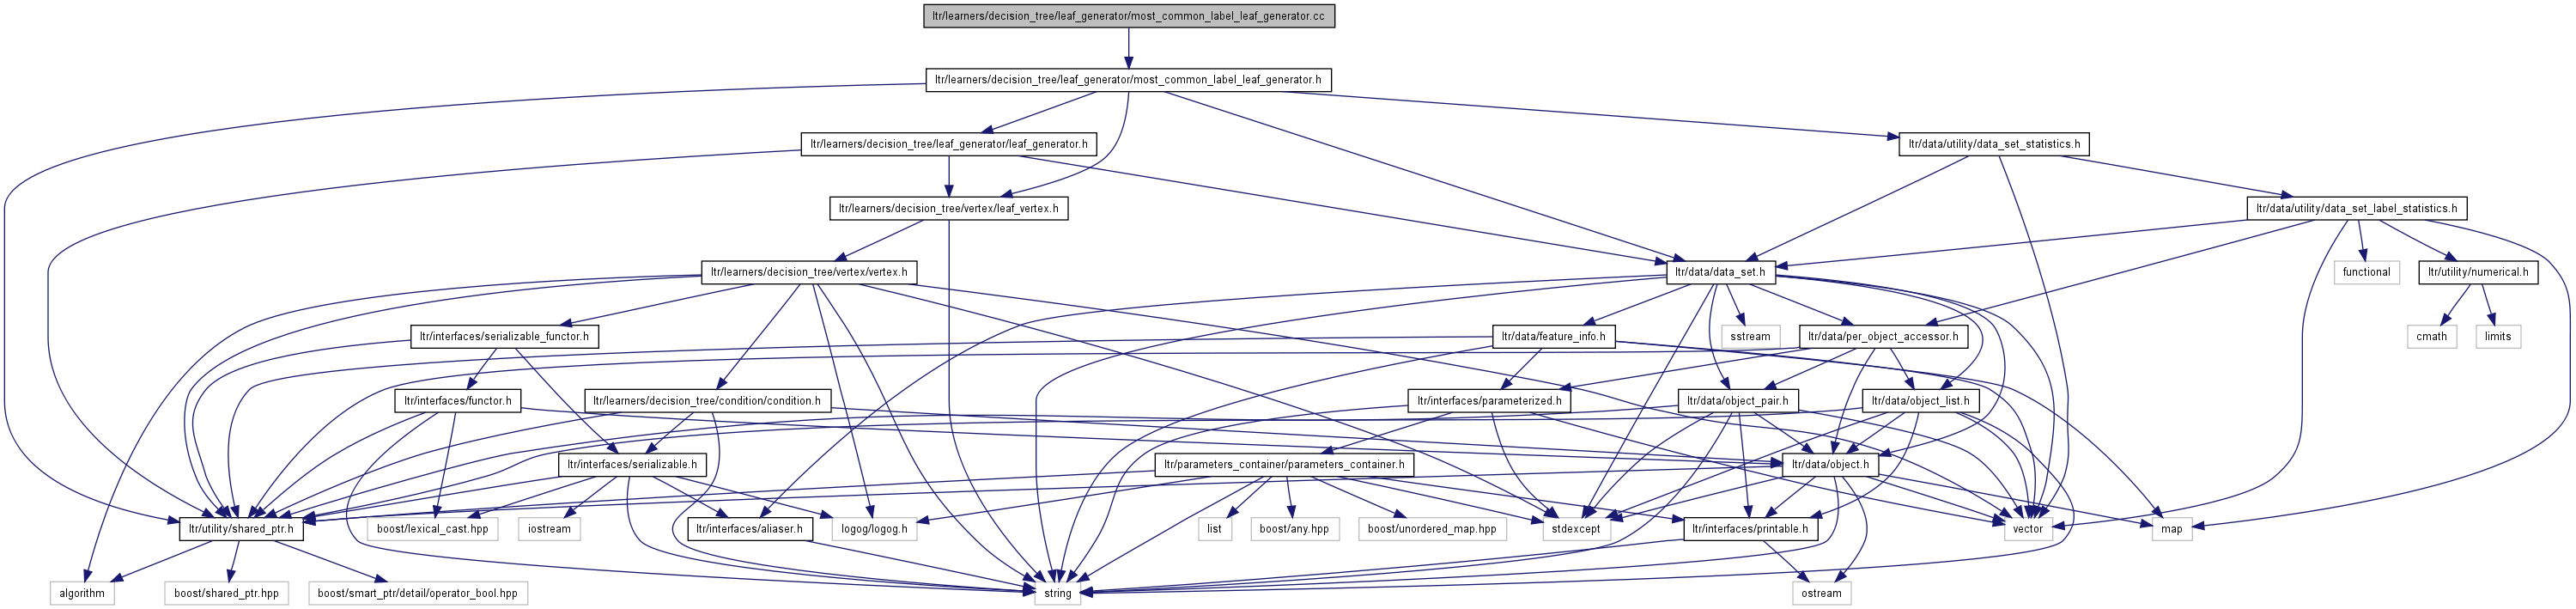 ltr/learners/decision_tree/leaf_generator/most_common_label_leaf_generator.cc
ltr/learners/decision_tree/leaf_generator/most_common_label_leaf_generator.h
ltr/learners/decision_tree/leaf_generator/leaf_generator.h
ltr/data/utility/data_set_statistics.h
ltr/learners/decision_tree/vertex/leaf_vertex.h
ltr/data/utility/data_set_label_statistics.h
ltr/learners/decision_tree/vertex/vertex.h
ltr/data/data_set.h
functional
ltr/utility/numerical.h
ltr/interfaces/serializable_functor.h
ltr/data/feature_info.h
sstream
ltr/data/per_object_accessor.h
cmath
limits
ltr/interfaces/functor.h
ltr/learners/decision_tree/condition/condition.h
ltr/interfaces/parameterized.h
ltr/data/object_pair.h
ltr/data/object_list.h
ltr/interfaces/serializable.h
ltr/parameters_container/parameters_container.h
ltr/data/object.h
ltr/utility/shared_ptr.h
boost/lexical_cast.hpp
iostream
ltr/interfaces/aliaser.h
logog/logog.h
list
boost/any.hpp
boost/unordered_map.hpp
stdexcept
ltr/interfaces/printable.h
vector
map
algorithm
boost/shared_ptr.hpp
boost/smart_ptr/detail/operator_bool.hpp
string
ostream